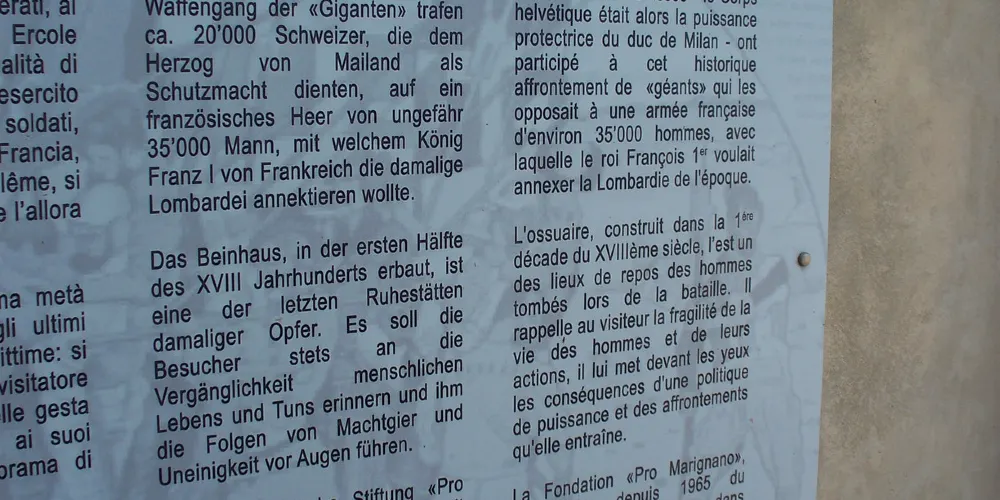 erati, al
Ercole
alità di
esercito
soldati,
Francia,
lême, si
e l'allora
na metà
gli ultimi
ittime: si
visitatore
lle gesta
ai suoi
orama di
Waffengang der «Giganten» trafen
ca. 20'000 Schweizer, die dem
Herzog von Mailand als
Schutzmacht dienten, auf ein
französisches Heer von ungefähr
35'000 Mann, mit welchem König
Franz I von Frankreich die damalige
Lombardei annektieren wollte.
Das Beinhaus, in der ersten Hälfte
des XVIII Jahrhunderts erbaut, ist
eine der letzten Ruhestätten
damaliger Opfer. Es soll die
Besucher stets an die
Vergänglichkeit menschlichen
Lebens und Tuns erinnern und ihm
die Folgen von Machtgier und
Uneinigkeit vor Augen führen.
Stiftung «Pro
corps
helvétique était alors la puissance
protectrice du duc de Milan - ont
participé à cet historique
affrontement de «géants» qui les
opposait à une armée française
d'environ 35'000 hommes, avec
laquelle le roi François 1er voulait
annexer la Lombardie de l'époque.
L'ossuaire, construit dans la 1ère
décade du XVIIIème siècle, l'est un
des lieux de repos des hommes
tombés lors de la bataille. Il
rappelle au visiteur la fragilité de la
vie des hommes et de leurs
actions, il lui met devant les yeux
les conséquences d'une politique
de puissance et des affrontements
qu'elle entraîne.
La Fondation «Pro Marignano»,
depuis 1965 du
dans